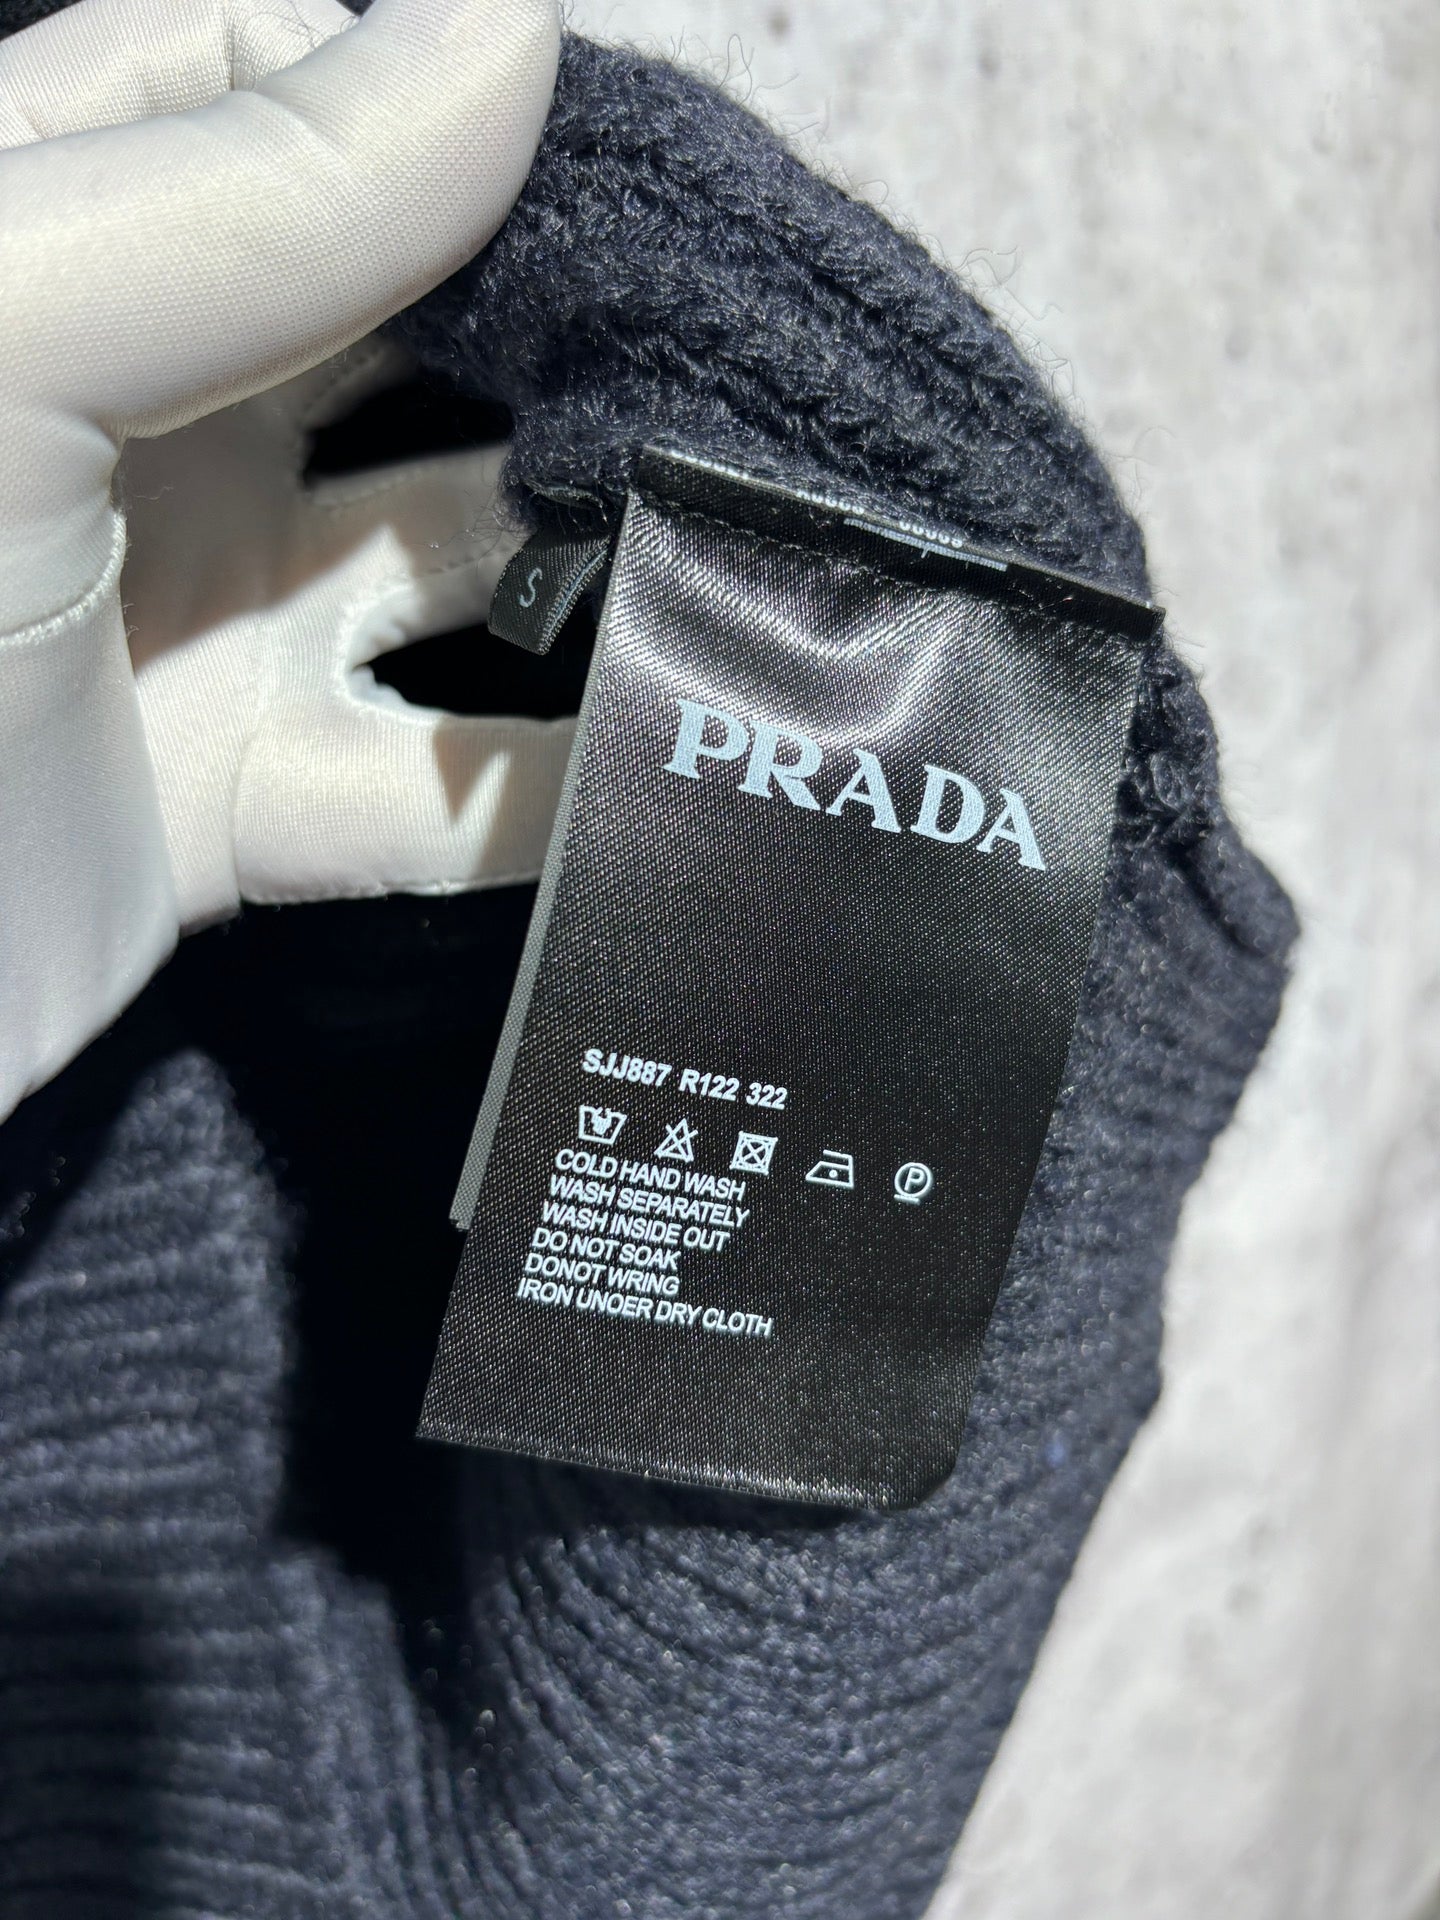 S
PRADA
SJJ887 R122 322
P
COLD HAND WASH
WASH SEPARATELY
WASH INSIDE OUT
DO NOT SOAK
DONOT WRING
IRON UNOER DRY CLOTH